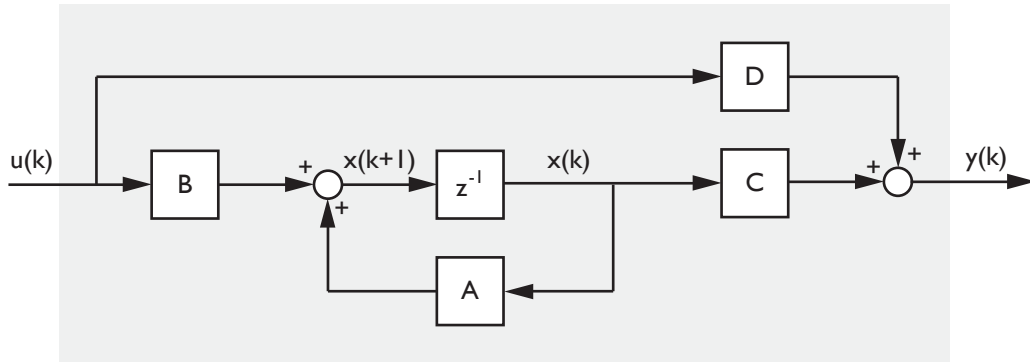 D
u(k)
B
+
x(k+1)
z⁻¹
x(k)
C
+
+
y(k)
+
A